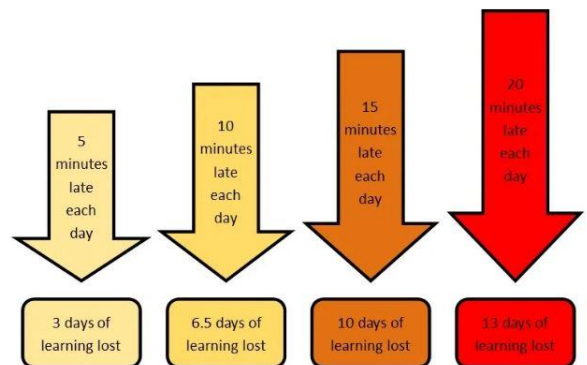 5
minutes
late
each
day
10
minutes
late
each
day
15
minutes
late
each
day
20
minutes
late
each
day
3 days of
learning lost
6.5 days of
learning lost
10 days of
learning lost
13 days of
learning lost